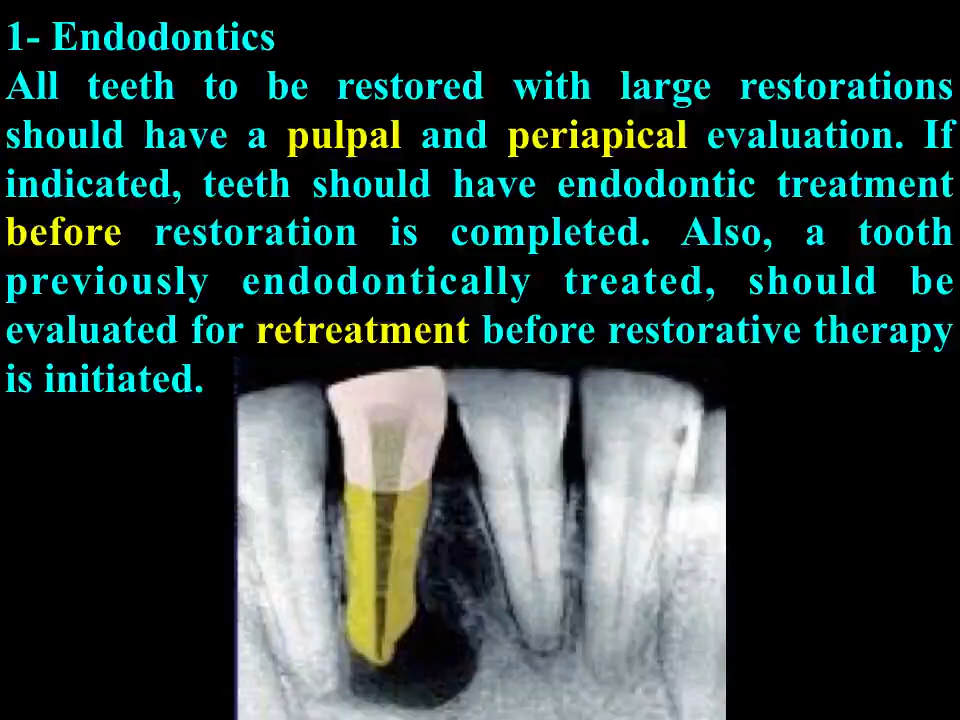 1- Endodontics
All teeth to be restored with large restorations
should have a pulpal and periapical evaluation. If
indicated, teeth should have endodontic treatment
before restoration is completed. Also, a tooth
previously endodontically treated, should be
evaluated for retreatment before restorative therapy
is initiated.